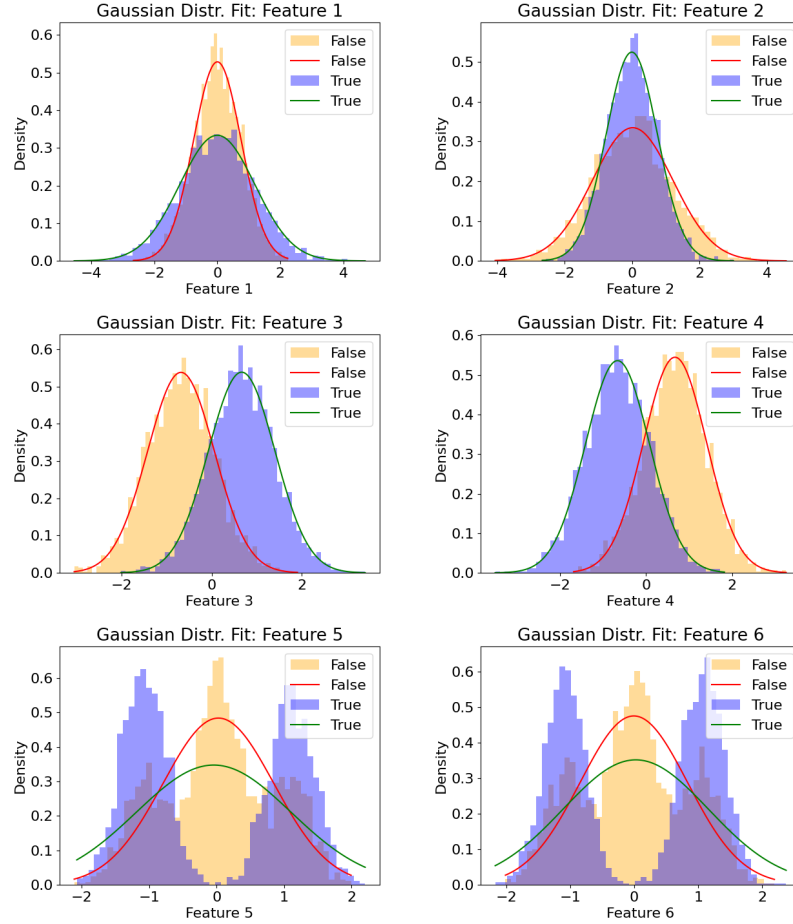 Gaussian Distr. Fit: Feature 1
0.6
0.5
0.4
0.3
0.2
0.1
0.0
Density
−4
−2
0
2
4
Feature 1
False
False
True
True
Gaussian Distr. Fit: Feature 2
0.5
0.4
0.3
0.2
0.1
0.0
Density
−4
−2
0
2
4
Feature 2
False
False
True
True
Gaussian Distr. Fit: Feature 3
0.6
0.5
0.4
0.3
0.2
0.1
0.0
Density
−2
0
2
Feature 3
False
False
True
True
Gaussian Distr. Fit: Feature 4
0.6
0.5
0.4
0.3
0.2
0.1
0.0
Density
−2
0
2
Feature 4
False
False
True
True
Gaussian Distr. Fit: Feature 5
0.6
0.5
0.4
0.3
0.2
0.1
0.0
Density
−2
−1
0
1
2
Feature 5
False
False
True
True
Gaussian Distr. Fit: Feature 6
0.6
0.5
0.4
0.3
0.2
0.1
0.0
Density
−2
−1
0
1
2
Feature 6
False
False
True
True